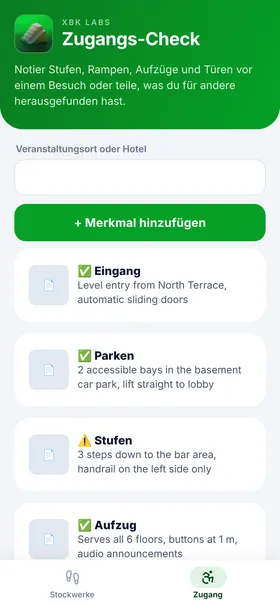 XBK LABS
Zugangs-Check
Notier Stufen, Rampen, Aufzüge und Türen vor
einem Besuch oder teile, was du für andere
herausgefunden hast.
Veranstaltungsort oder Hotel
+ Merkmal hinzufügen
✅ Eingang
Level entry from North Terrace,
automatic sliding doors
✅ Parken
2 accessible bays in the basement
car park, lift straight to lobby
⚠️ Stufen
3 steps down to the bar area,
handrail on the left side only
✅ Aufzug
Serves all 6 floors, buttons at 1 m,
audio announcements
Stockwerke
Zugang